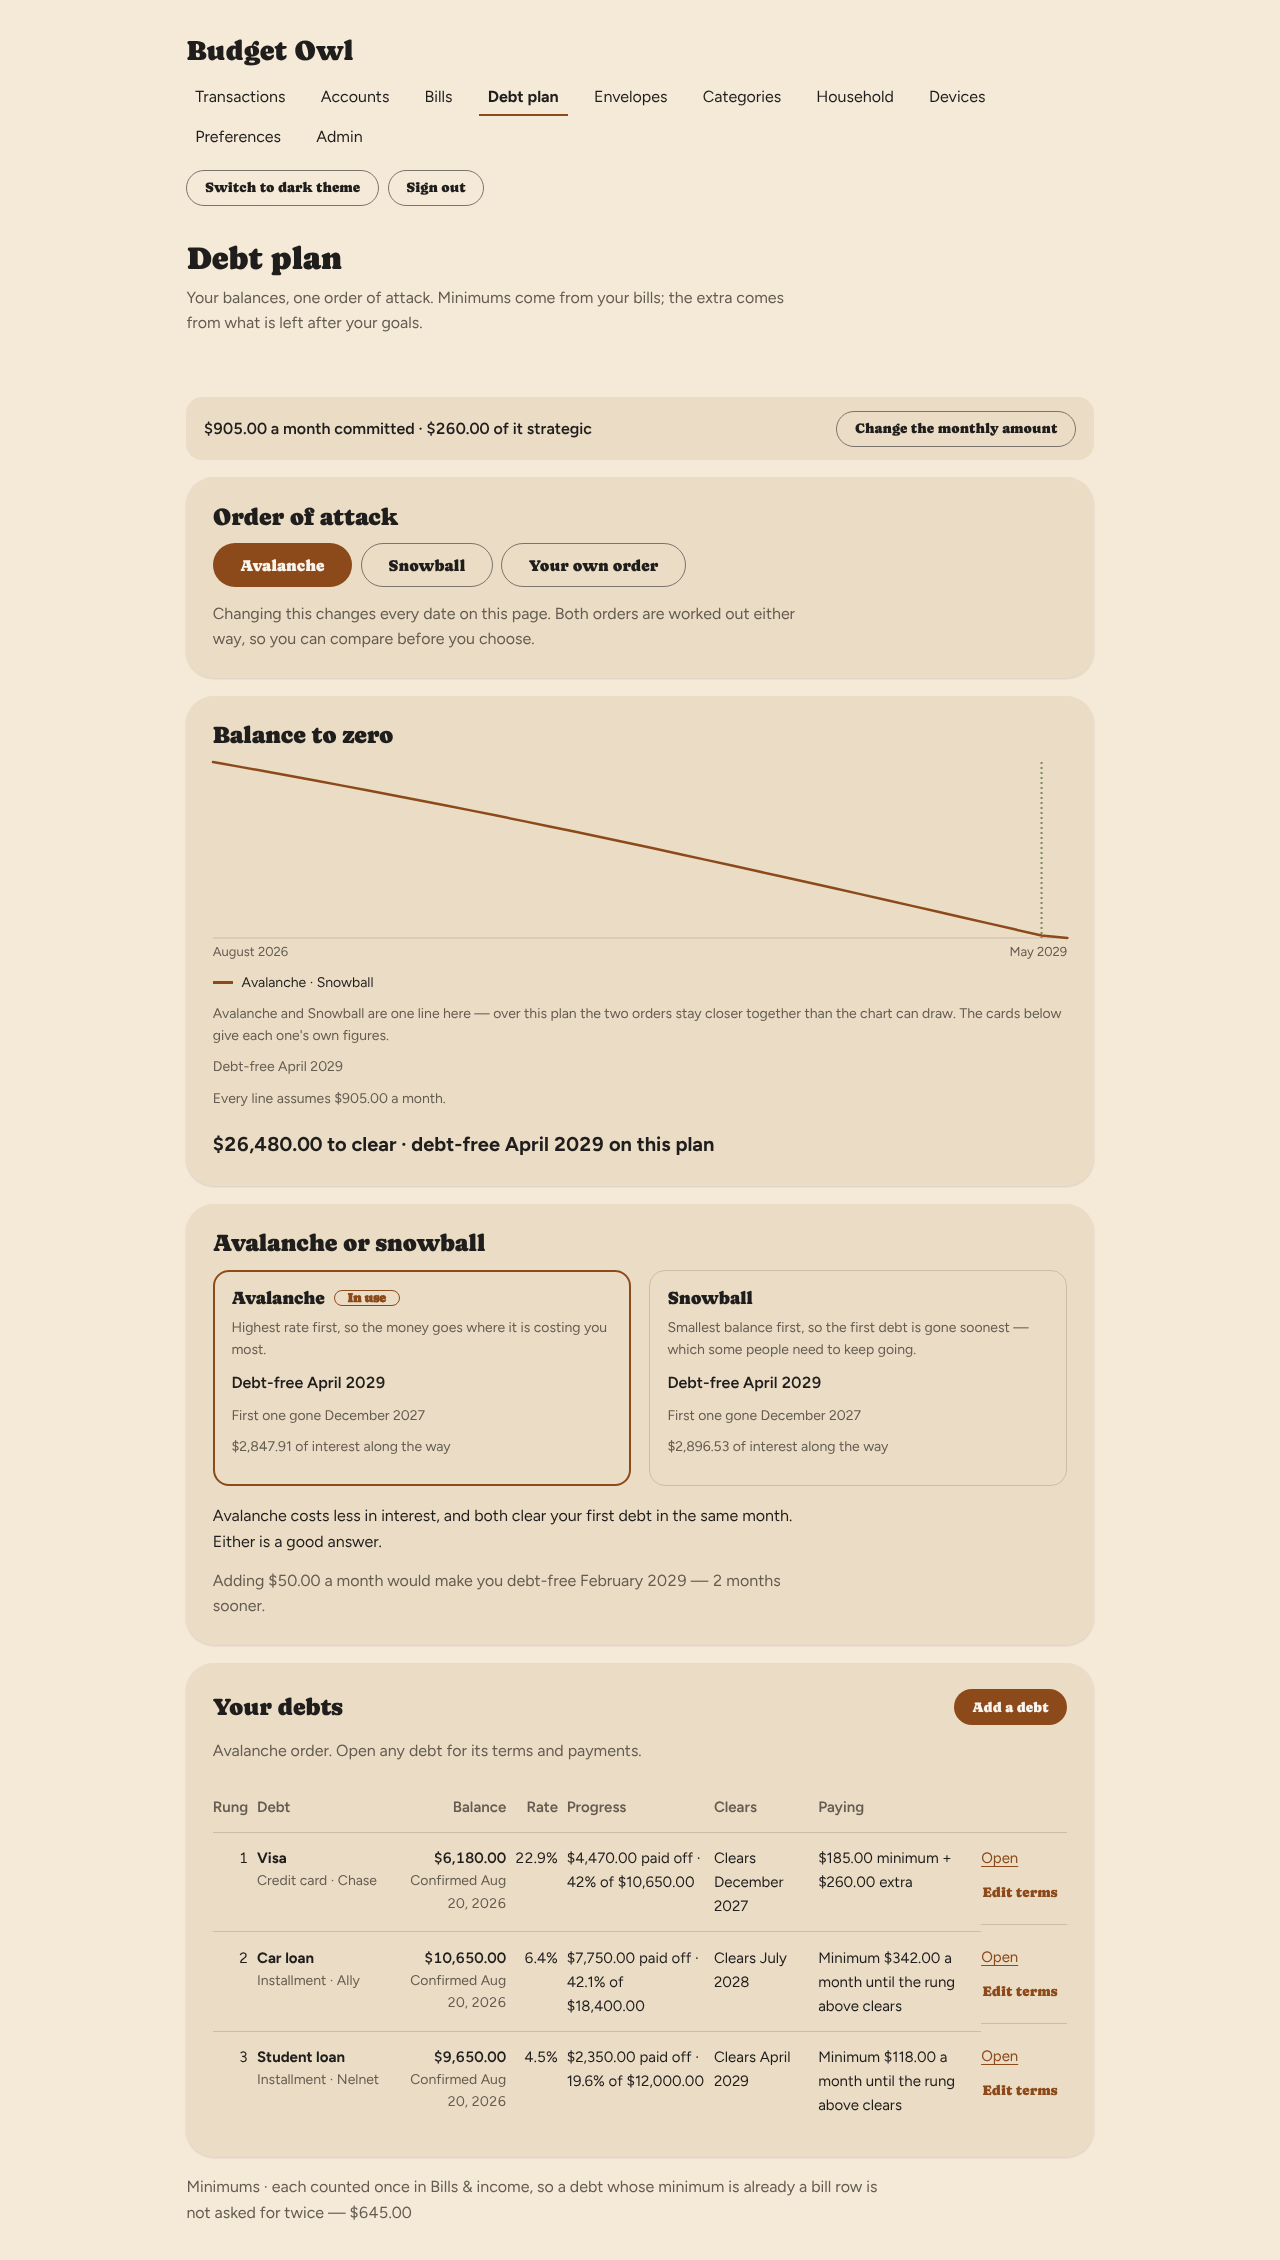 Budget Owl
Transactions Accounts Bills Debt plan Envelopes Categories Household Devices
Preferences Admin
Switch to dark theme Sign out
Debt plan
Your balances, one order of attack. Minimums come from your bills; the extra comes
from what is left after your goals.
$905.00 a month committed · $260.00 of it strategic Change the monthly amount
Order of attack
Avalanche Snowball Your own order
Changing this changes every date on this page. Both orders are worked out either
way, so you can compare before you choose.
Balance to zero
August 2026 May 2029
Avalanche · Snowball
Avalanche and Snowball are one line here — over this plan the two orders stay closer together than the chart can draw. The cards below
give each one's own figures.
Debt-free April 2029
Every line assumes $905.00 a month.
$26,480.00 to clear · debt-free April 2029 on this plan
Avalanche or snowball
Avalanche In use
Highest rate first, so the money goes where it is costing you
most.
Debt-free April 2029
First one gone December 2027
$2,847.91 of interest along the way
Snowball
Smallest balance first, so the first debt is gone soonest —
which some people need to keep going.
Debt-free April 2029
First one gone December 2027
$2,896.53 of interest along the way
Avalanche costs less in interest, and both clear your first debt in the same month.
Either is a good answer.
Adding $50.00 a month would make you debt-free February 2029 — 2 months
sooner.
Your debts Add a debt
Avalanche order. Open any debt for its terms and payments.
Rung Debt Balance Rate Progress Clears Paying
1 Visa $6,180.00 22.9% $4,470.00 paid off · Clears $185.00 minimum + Open
Credit card · Chase Confirmed Aug 42% of $10,650.00 December $260.00 extra Edit terms
20, 2026 2027
2 Car loan $10,650.00 6.4% $7,750.00 paid off · Clears July Minimum $342.00 a Open
Installment · Ally Confirmed Aug 42.1% of 2028 month until the rung Edit terms
20, 2026 $18,400.00 above clears
3 Student loan $9,650.00 4.5% $2,350.00 paid off · Clears April Minimum $118.00 a Open
Installment · Nelnet Confirmed Aug 19.6% of $12,000.00 2029 month until the rung Edit terms
20, 2026 above clears
Minimums · each counted once in Bills & income, so a debt whose minimum is already a bill row is
not asked for twice — $645.00